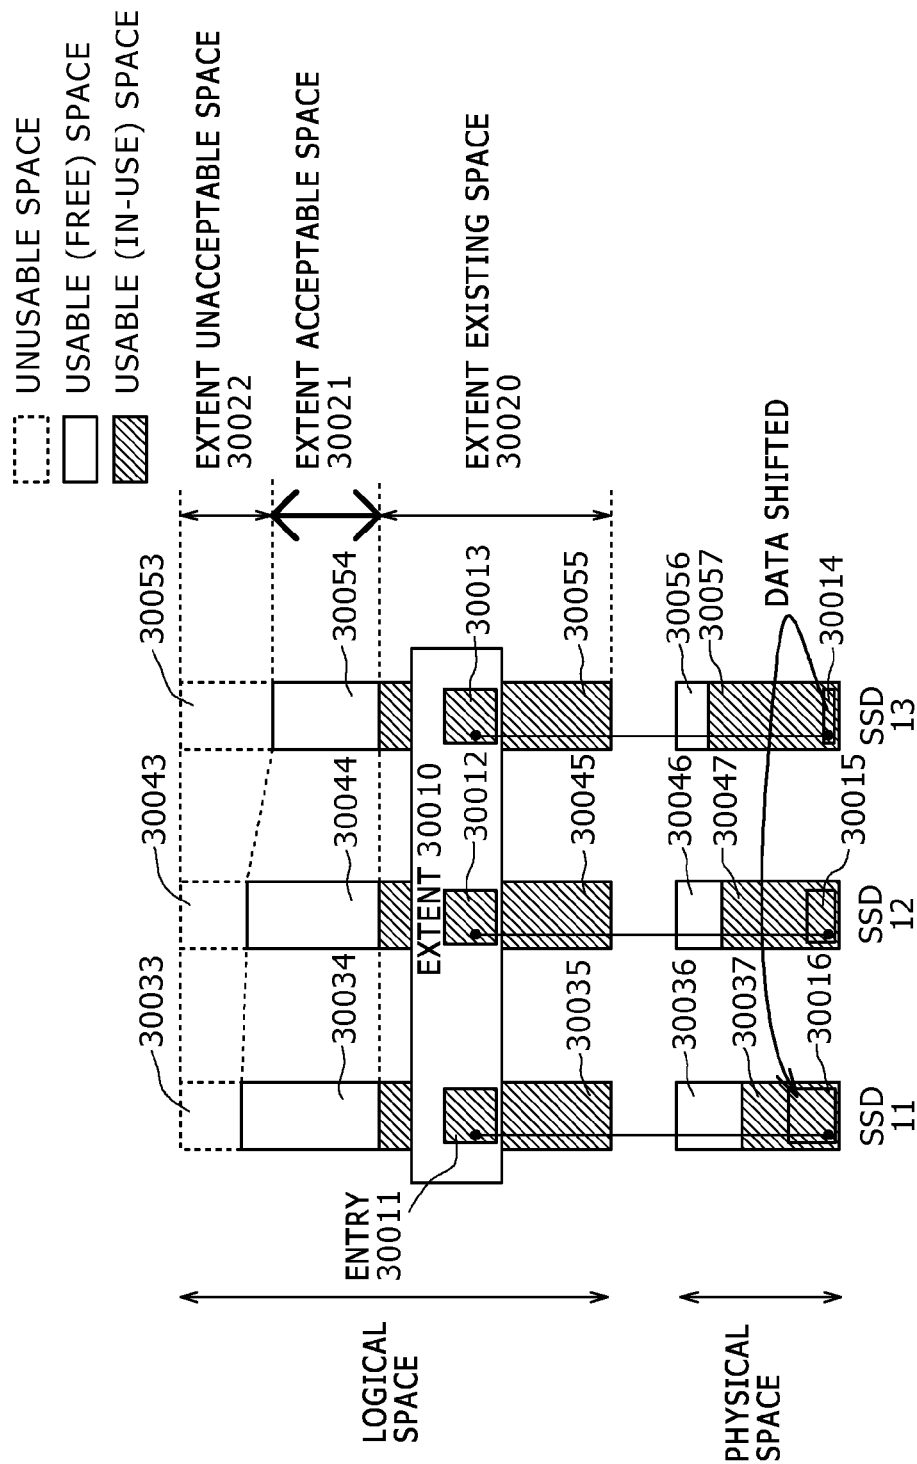 UNUSABLE SPACE
USABLE (FREE) SPACE
USABLE (IN-USE) SPACE
EXTENT UNACCEPTABLE SPACE
30022
EXTENT ACCEPTABLE SPACE
30021
EXTENT EXISTING SPACE
30020
30033
30043
30053
30034
30044
30054
LOGICAL
SPACE
ENTRY
30011
EXTENT 30010
30012
30013
30035
30045
30055
PHYSICAL
SPACE
30036
30046
30056
30037
30047
30057
DATA SHIFTED
30016
30015
30014
SSD
11
SSD
12
SSD
13